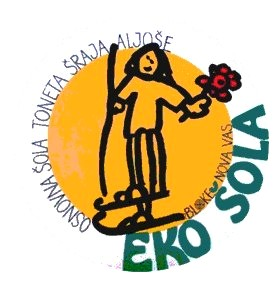 OSNOVNA ŠOLA TONETA ŠRAJA ALJOŠE
BLOKE NOVA VAS
EKO ŠOLA